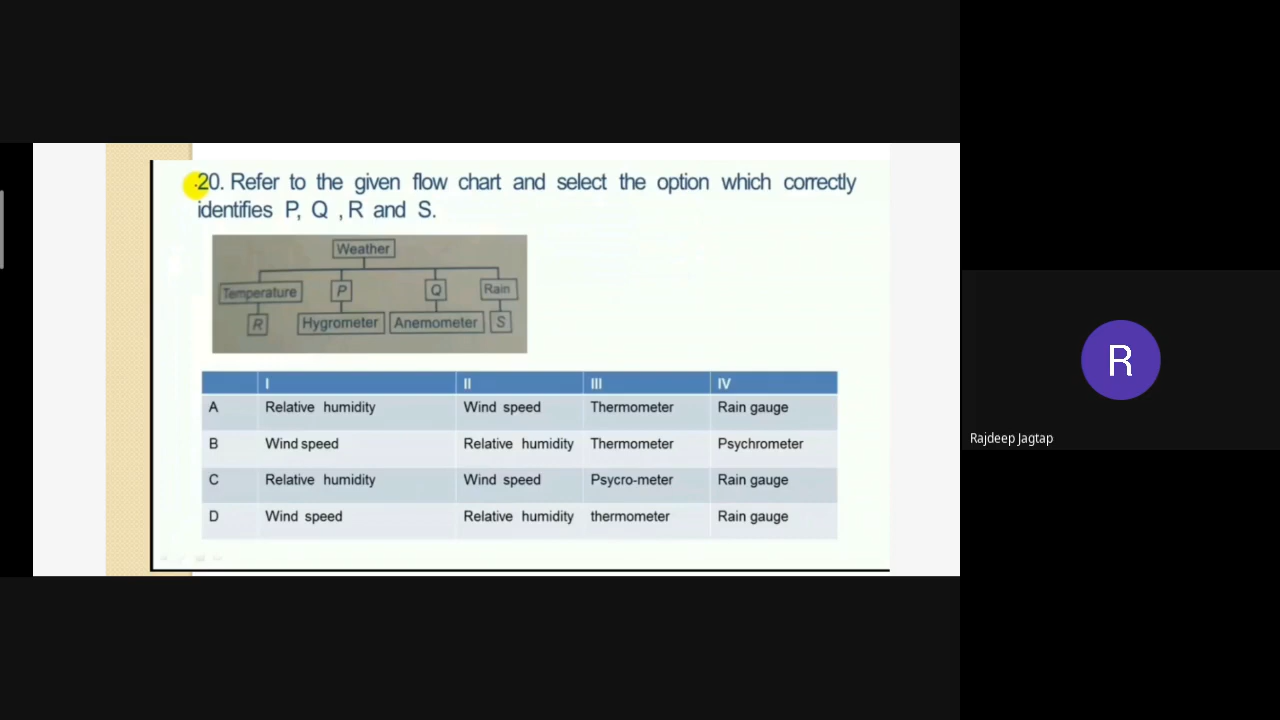 20. Refer to the given flow chart and select the option which correctly
identifies P, Q , R and S.
Weather
Temperature P Q Rain
R Hygrometer Anemometer S
I II III IV
A Relative humidity Wind speed Thermometer Rain gauge
B Wind speed Relative humidity Thermometer Psychrometer
C Relative humidity Wind speed Psycro-meter Rain gauge
D Wind speed Relative humidity thermometer Rain gauge
R
Rajdeep Jagtap